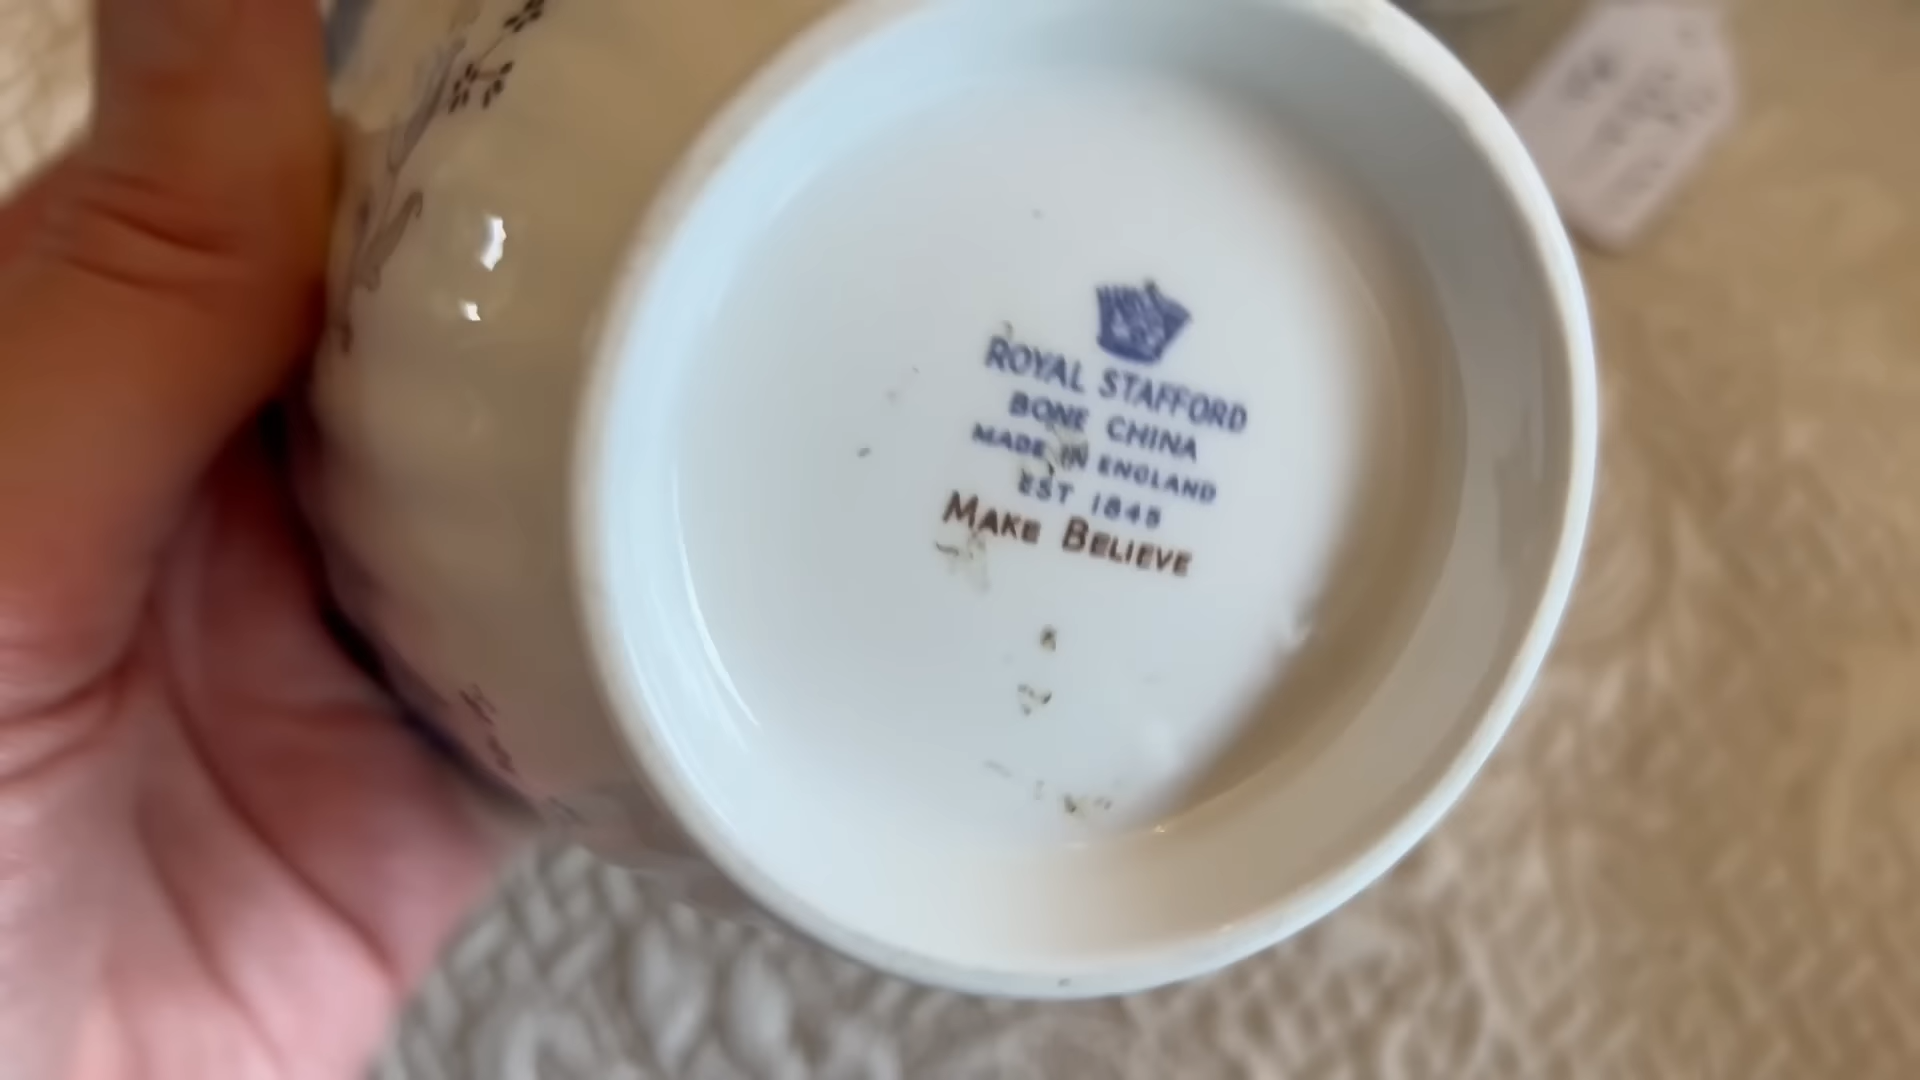 ROYAL STAFFORD
BONE CHINA
MADE IN ENGLAND
EST 1845
MAKE BELIEVE